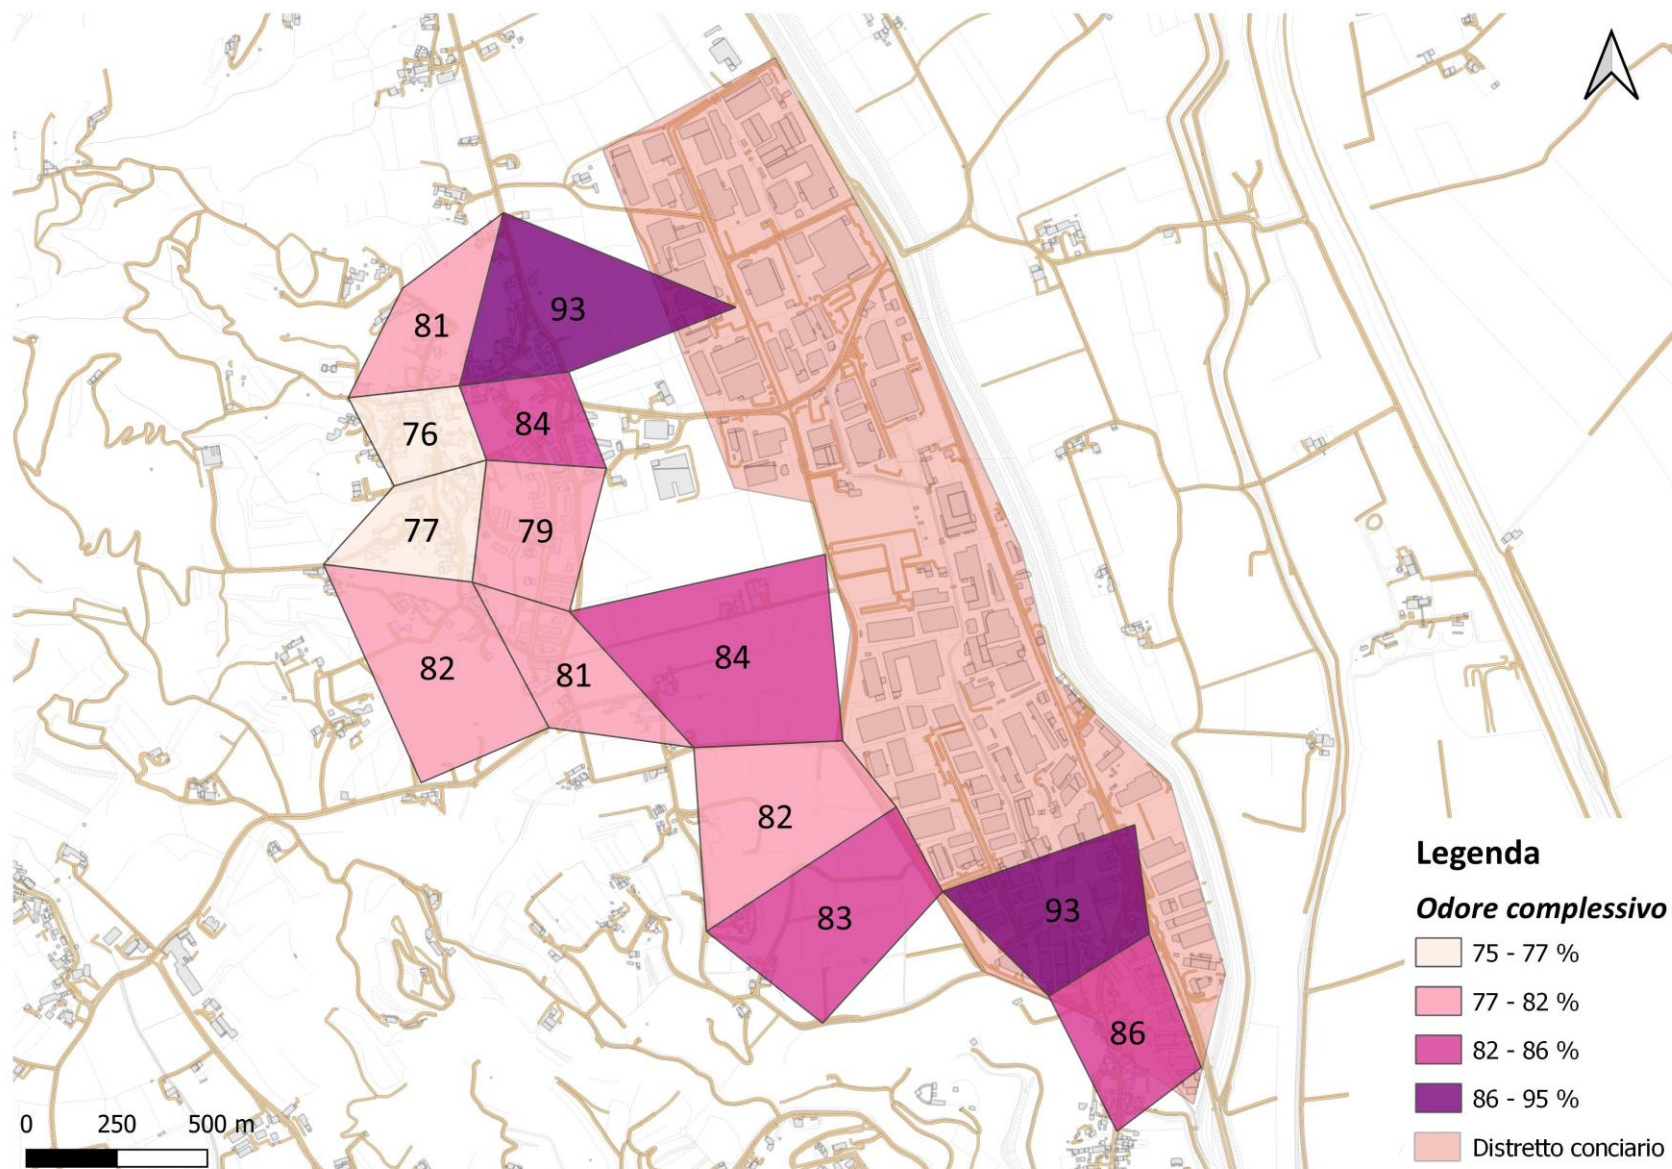 93
81
84
76
77
79
82
81
84
82
83
93
86
Legenda
Odore complessivo
75 - 77 %
77 - 82 %
82 - 86 %
86 - 95 %
Distretto conciario
0 250 500 m